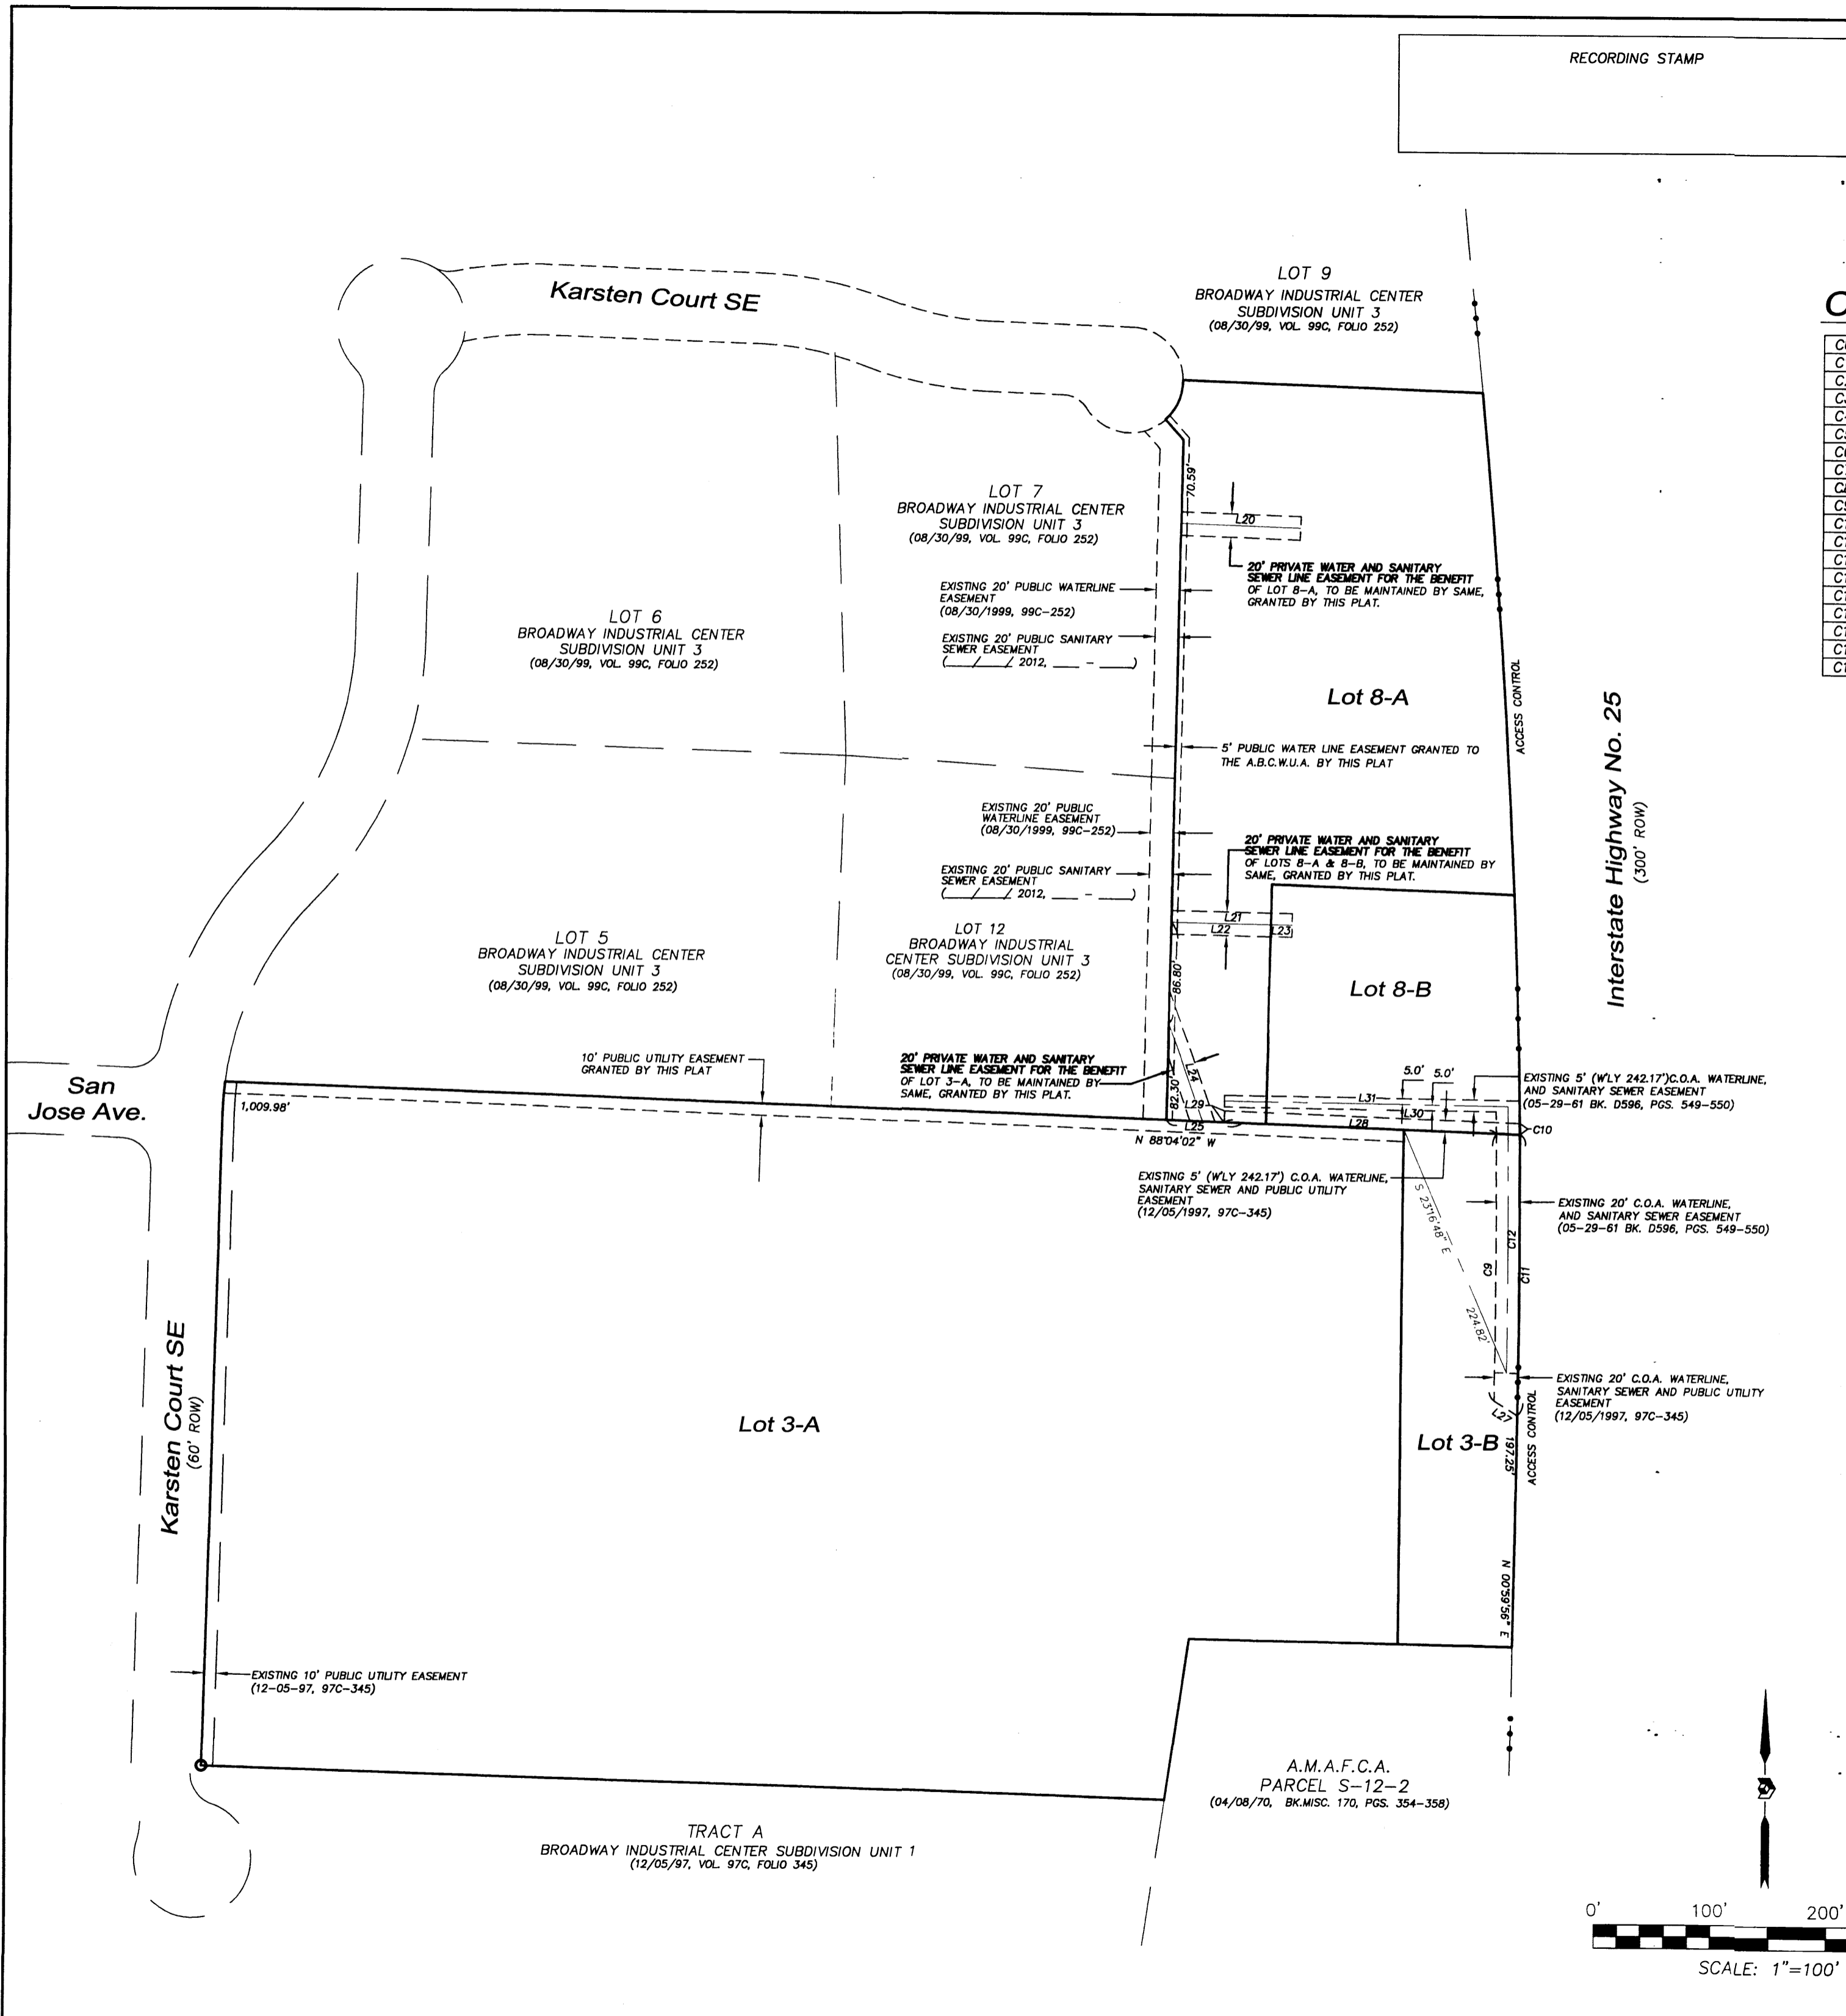 RECORDING STAMP
LOT 9
BROADWAY INDUSTRIAL CENTER
SUBDIVISION UNIT 3
(08/30/99, VOL. 99C, FOLIO 252)
Karsten Court SE
LOT 7
BROADWAY INDUSTRIAL CENTER
SUBDIVISION UNIT 3
(08/30/99, VOL. 99C, FOLIO 252)
70.59'
L20
20' PRIVATE WATER AND SANITARY
SEWER LINE EASEMENT FOR THE BENEFIT
OF LOT 8-A, TO BE MAINTAINED BY SAME,
GRANTED BY THIS PLAT.
EXISTING 20' PUBLIC WATERLINE
EASEMENT
(08/30/1999, 99C-252)
EXISTING 20' PUBLIC SANITARY
SEWER EASEMENT
(___/___/ 2012, ___ - ___)
LOT 6
BROADWAY INDUSTRIAL CENTER
SUBDIVISION UNIT 3
(08/30/99, VOL. 99C, FOLIO 252)
Lot 8-A
ACCESS CONTROL
Interstate Highway No. 25
(300' ROW)
5' PUBLIC WATER LINE EASEMENT GRANTED TO
THE A.B.C.W.U.A. BY THIS PLAT
EXISTING 20' PUBLIC
WATERLINE EASEMENT
(08/30/1999, 99C-252)
20' PRIVATE WATER AND SANITARY
SEWER LINE EASEMENT FOR THE BENEFIT
OF LOTS 8-A & 8-B, TO BE MAINTAINED BY
SAME, GRANTED BY THIS PLAT.
EXISTING 20' PUBLIC SANITARY
SEWER EASEMENT
(___/___/ 2012, ___ - ___)
L21
L22
L23
LOT 5
BROADWAY INDUSTRIAL CENTER
SUBDIVISION UNIT 3
(08/30/99, VOL. 99C, FOLIO 252)
LOT 12
BROADWAY INDUSTRIAL
CENTER SUBDIVISION UNIT 3
(08/30/99, VOL. 99C, FOLIO 252)
86.80'
Lot 8-B
10' PUBLIC UTILITY EASEMENT
GRANTED BY THIS PLAT
20' PRIVATE WATER AND SANITARY
SEWER LINE EASEMENT FOR THE BENEFIT
OF LOT 3-A, TO BE MAINTAINED BY
SAME, GRANTED BY THIS PLAT.
82.30'
L24
L29
L25
5.0'
5.0'
L31
L30
L28
EXISTING 5' (W'LY 242.17')C.O.A. WATERLINE,
AND SANITARY SEWER EASEMENT
(05-29-61 BK. D596, PGS. 549-550)
C10
San
Jose Ave.
1,009.98'
N 88°04'02" W
EXISTING 5' (W'LY 242.17') C.O.A. WATERLINE,
SANITARY SEWER AND PUBLIC UTILITY
EASEMENT
(12/05/1997, 97C-345)
S 23°16'48" E
224.82'
EXISTING 20' C.O.A. WATERLINE,
AND SANITARY SEWER EASEMENT
(05-29-61 BK. D596, PGS. 549-550)
C9
C12
C11
EXISTING 20' C.O.A. WATERLINE,
SANITARY SEWER AND PUBLIC UTILITY
EASEMENT
(12/05/1997, 97C-345)
L27
Karsten Court SE
(60' ROW)
Lot 3-A
Lot 3-B
197.25'
ACCESS CONTROL
N 00°59'56" E
EXISTING 10' PUBLIC UTILITY EASEMENT
(12-05-97, 97C-345)
A.M.A.F.C.A.
PARCEL S-12-2
(04/08/70, BK.MISC. 170, PGS. 354-358)
TRACT A
BROADWAY INDUSTRIAL CENTER SUBDIVISION UNIT 1
(12/05/97, VOL. 97C, FOLIO 345)
0' 100' 200'
SCALE: 1"=100'